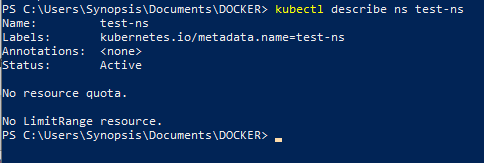 PS C:\Users\Synopsis\Documents\DOCKER> kubectl describe ns test-ns
Name:         test-ns
Labels:       kubernetes.io/metadata.name=test-ns
Annotations:  <none>
Status:       Active

No resource quota.

No LimitRange resource.
PS C:\Users\Synopsis\Documents\DOCKER>